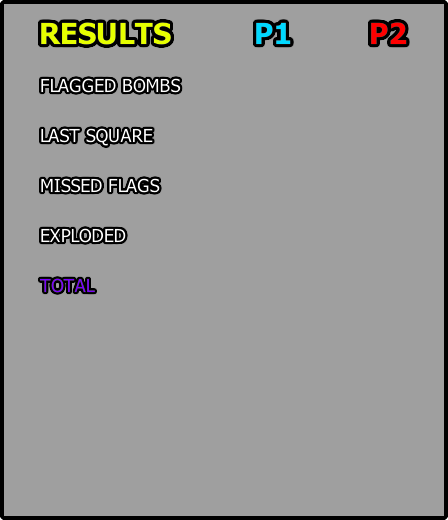 RESULTS P1 P2
FLAGGED BOMBS
LAST SQUARE
MISSED FLAGS
EXPLODED
TOTAL